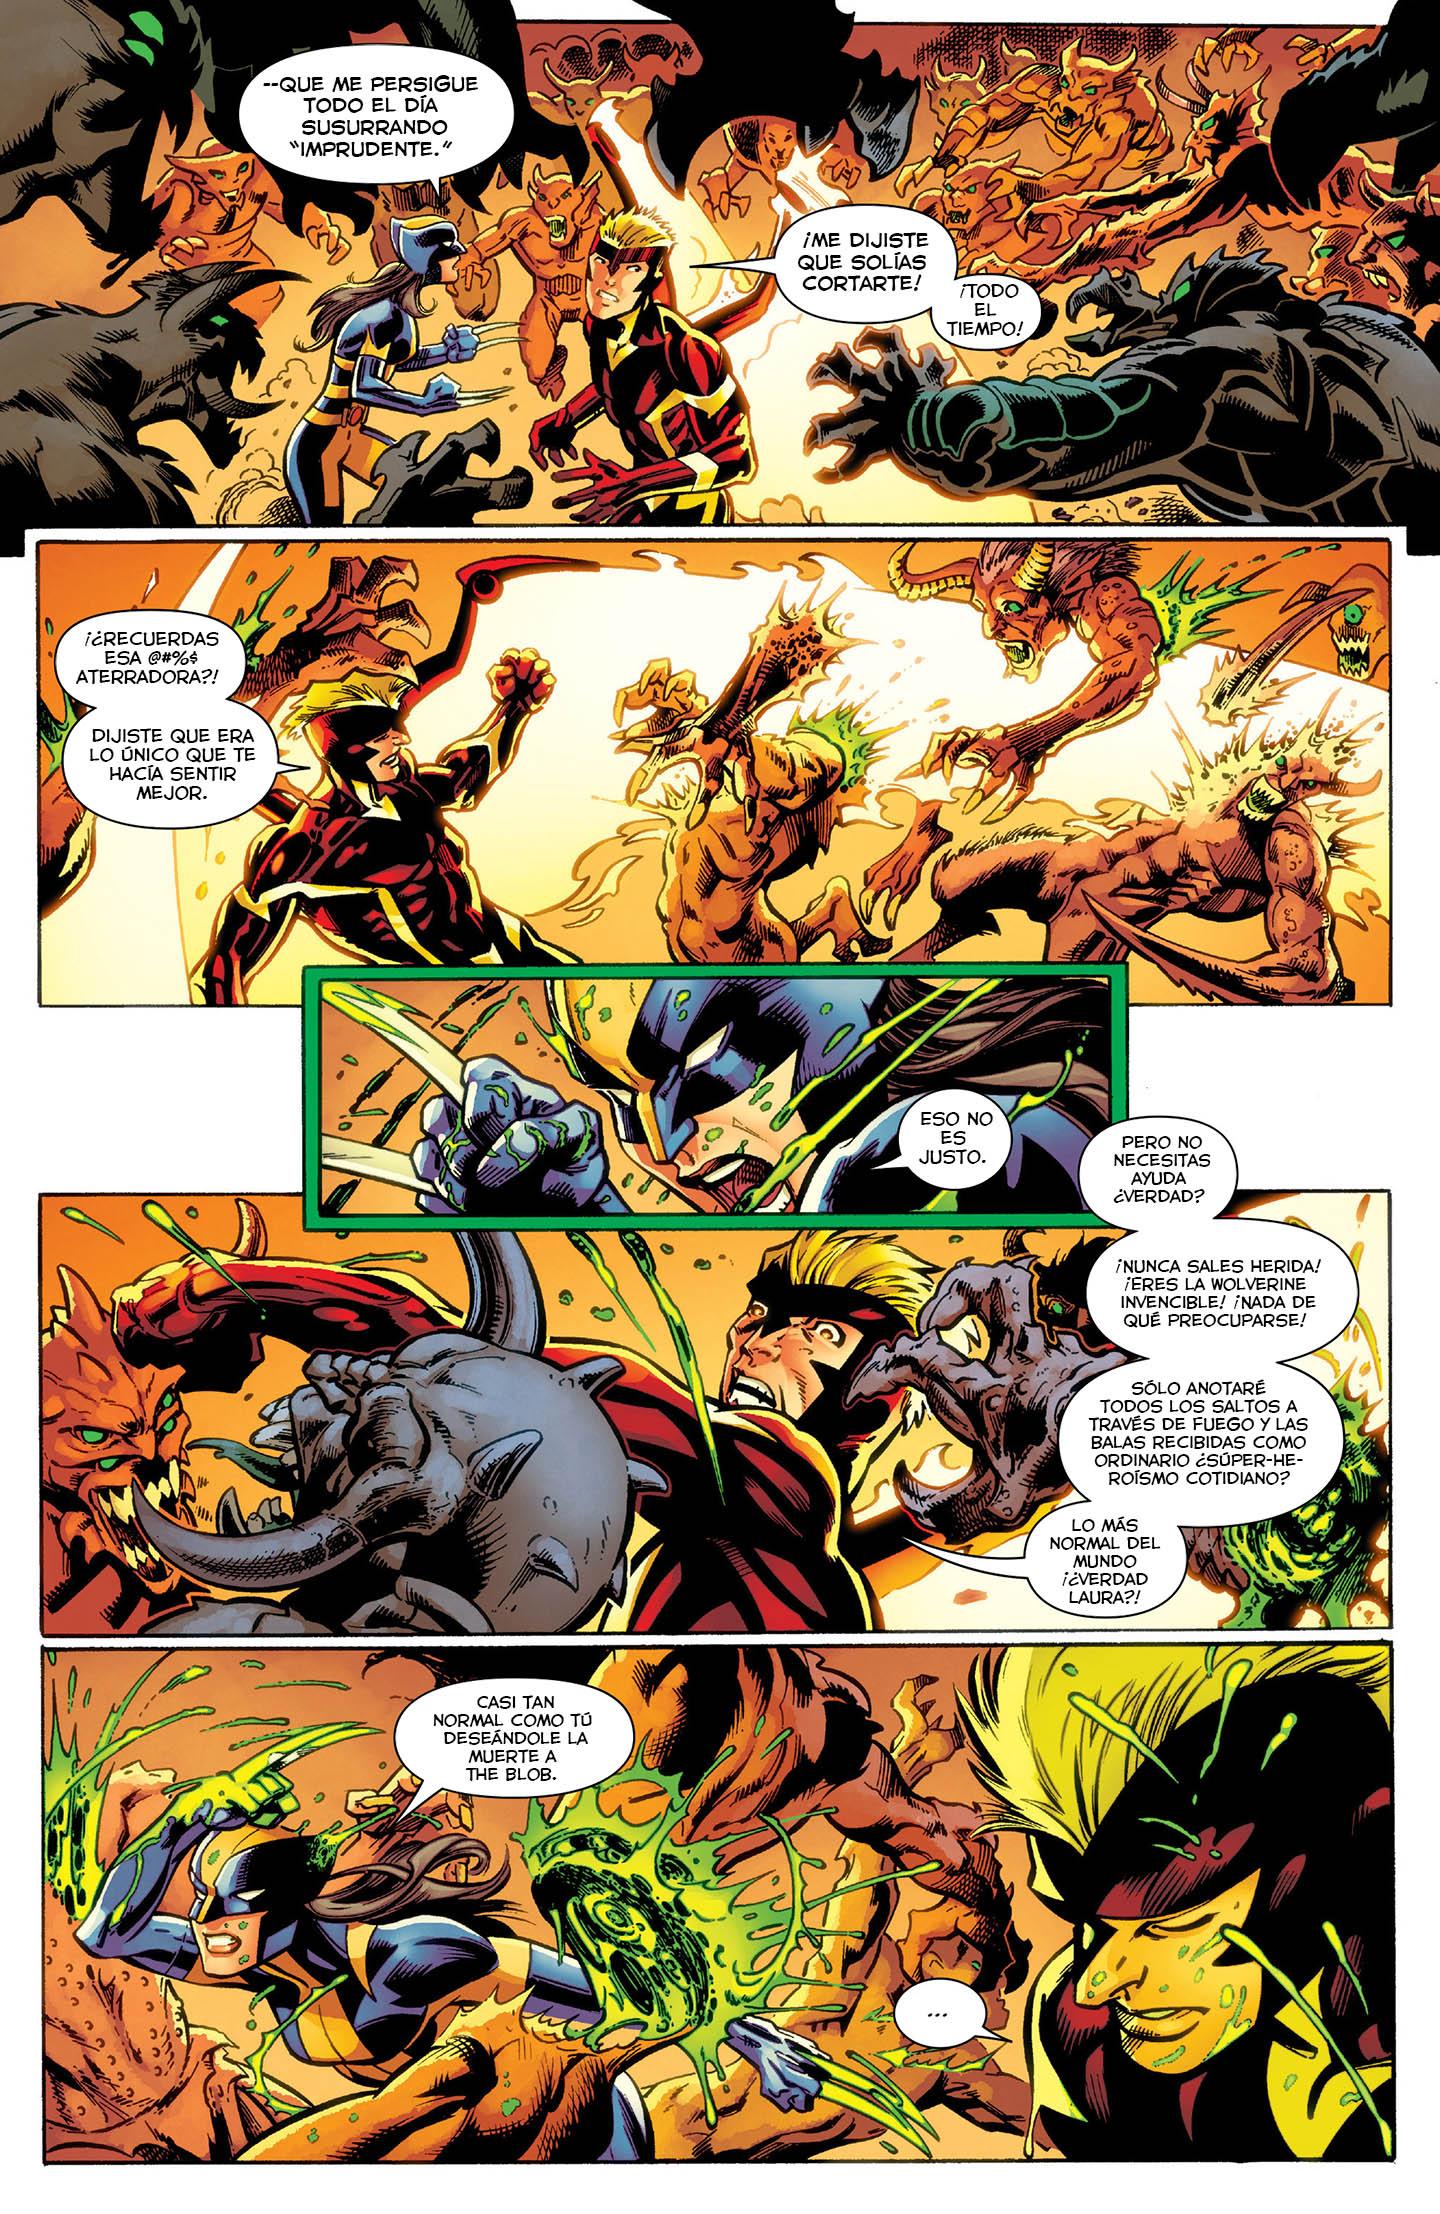 --QUE ME PERSIGUE
TODO EL DÍA
SUSURRANDO
“IMPRUDENTE.”
¡ME DIJISTE
QUE SOLÍAS
CORTARTE!
¡TODO
EL
TIEMPO!
¡¿RECUERDAS
ESA @#%$
ATERRADORA?!
DIJISTE QUE ERA
LO ÚNICO QUE TE
HACÍA SENTIR
MEJOR.
ESO NO
ES
JUSTO.
PERO NO
NECESITAS
AYUDA
¿VERDAD?
¡NUNCA SALES HERIDA!
¡ERES LA WOLVERINE
INVENCIBLE! ¡NADA DE
QUÉ PREOCUPARSE!
SÓLO ANOTARÉ
TODOS LOS SALTOS A
TRAVÉS DE FUEGO Y LAS
BALAS RECIBIDAS COMO
ORDINARIO ¿SÚPER-HE-
ROÍSMO COTIDIANO?
LO MÁS
NORMAL DEL
MUNDO
¡¿VERDAD
LAURA?!
CASI TAN
NORMAL COMO TÚ
DESEÁNDOLE LA
MUERTE A
THE BLOB.
...